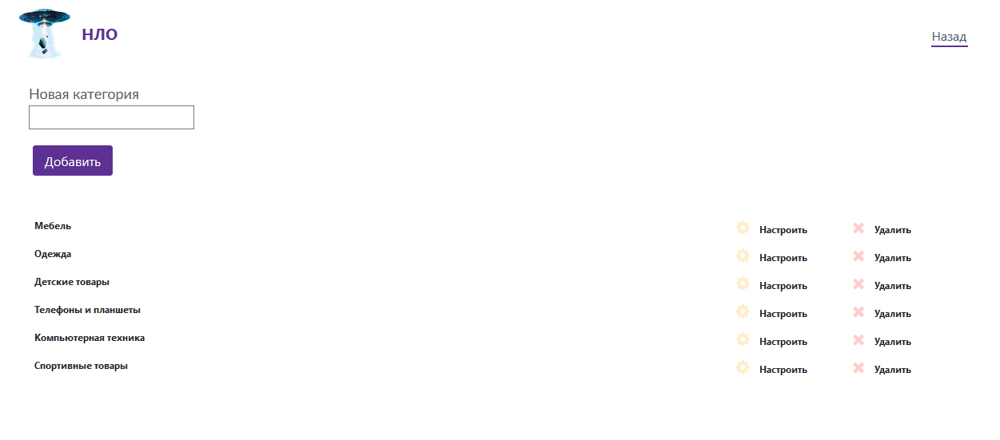 НЛО
Назад
Новая категория
Добавить
Мебель Настроить Удалить
Одежда Настроить Удалить
Детские товары Настроить Удалить
Телефоны и планшеты Настроить Удалить
Компьютерная техника Настроить Удалить
Спортивные товары Настроить Удалить